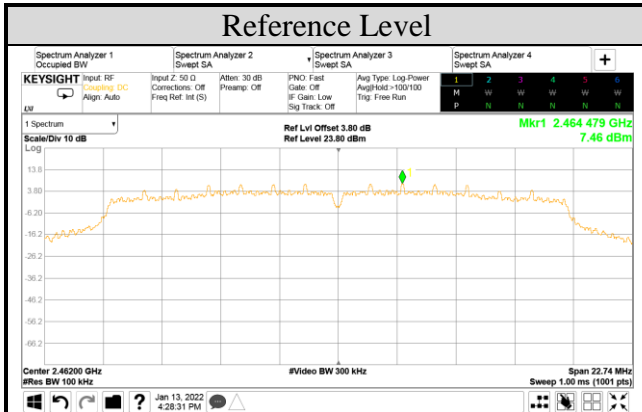 Reference Level
Spectrum Analyzer 1
Occupied BW
Spectrum Analyzer 2
Swept SA
Spectrum Analyzer 3
Swept SA
Spectrum Analyzer 4
Swept SA
+
KEYSIGHT
Input: RF
Coupling: DC
Align: Auto
Input Z: 50 Ω
Corrections: Off
Freq Ref: Int (S)
Atten: 30 dB
Preamp: Off
PNO: Fast
Gate: Off
IF Gain: Low
Sig Track: Off
Avg Type: Log-Power
Avg|Hold:>100/100
Trig: Free Run
1 2 3 4 5 6
M W W W W W
P N N N N N
LXI
1 Spectrum
Scale/Div 10 dB
Log
Ref Lvl Offset 3.80 dB
Ref Level 23.80 dBm
Mkr1 2.464 479 GHz
7.46 dBm
1
13.8
3.80
-6.20
-16.2
-26.2
-36.2
-46.2
-56.2
-66.2
Center 2.46200 GHz
#Res BW 100 kHz
#Video BW 300 kHz
Span 22.74 MHz
Sweep 1.00 ms (1001 pts)
?
Jan 13, 2022
4:28:31 PM